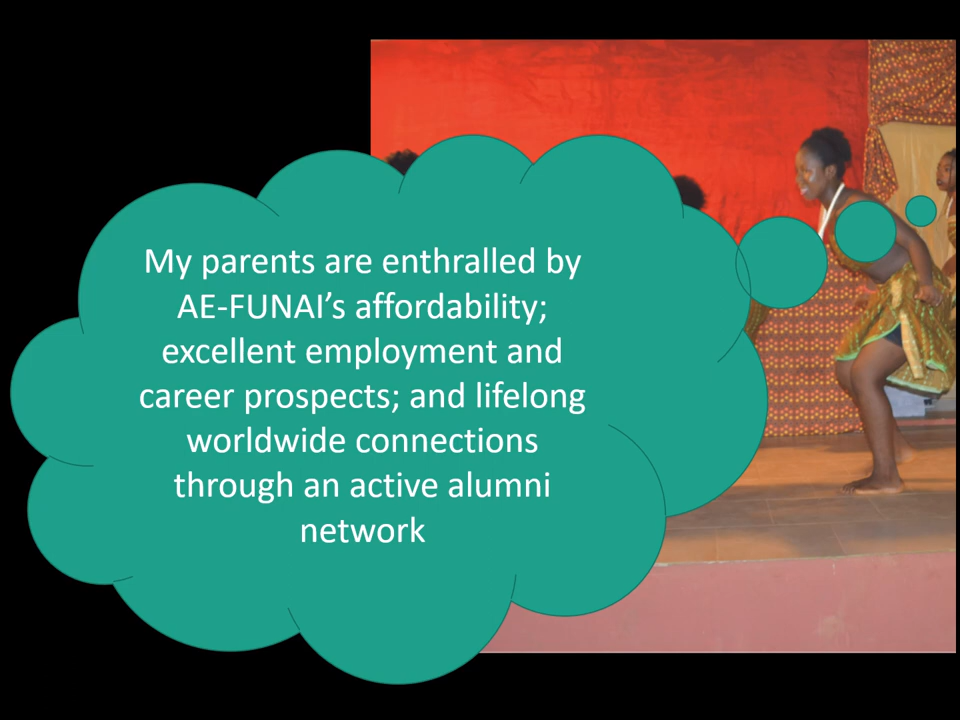 My parents are enthralled by
AE-FUNAI’s affordability;
excellent employment and
career prospects; and lifelong
worldwide connections
through an active alumni
network